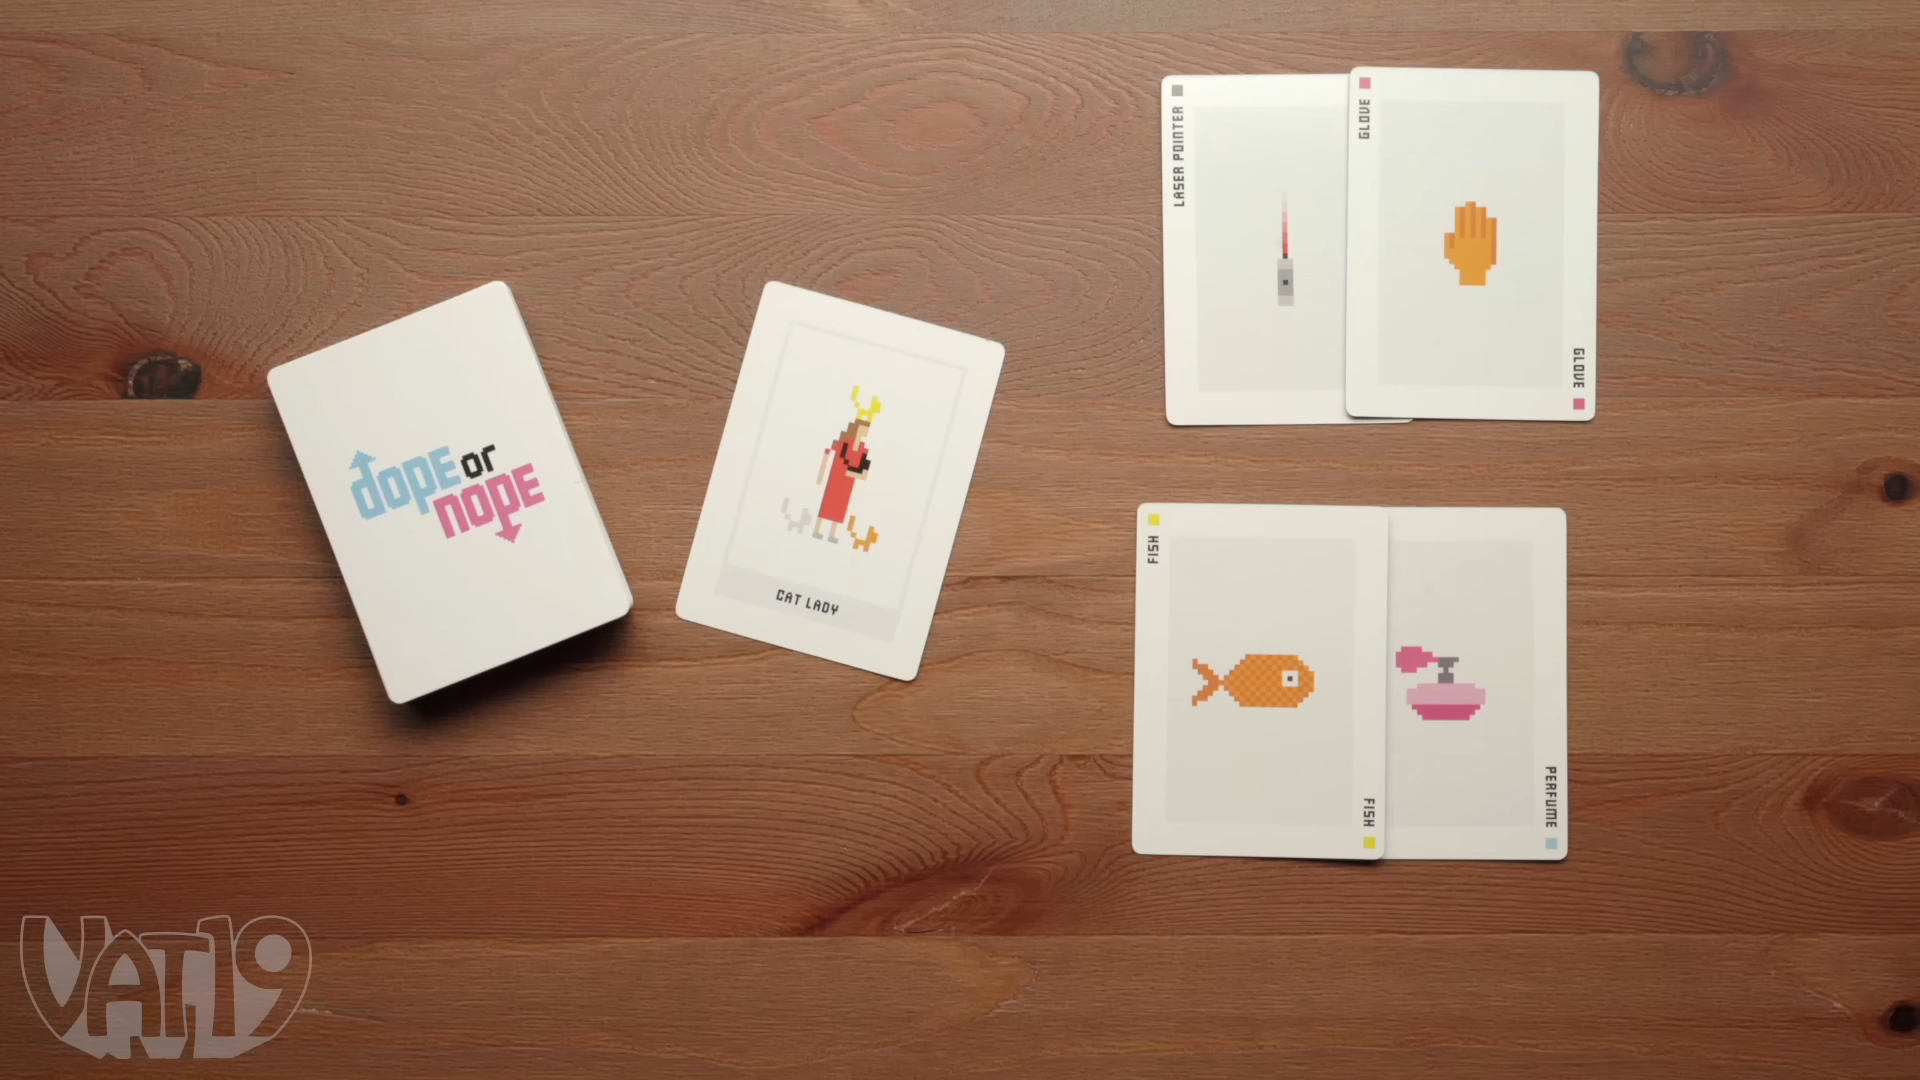 dope or
nope
CAT LADY
LASER POINTER
GLOVE
GLOVE
FISH
FISH
PERFUME
VAT19